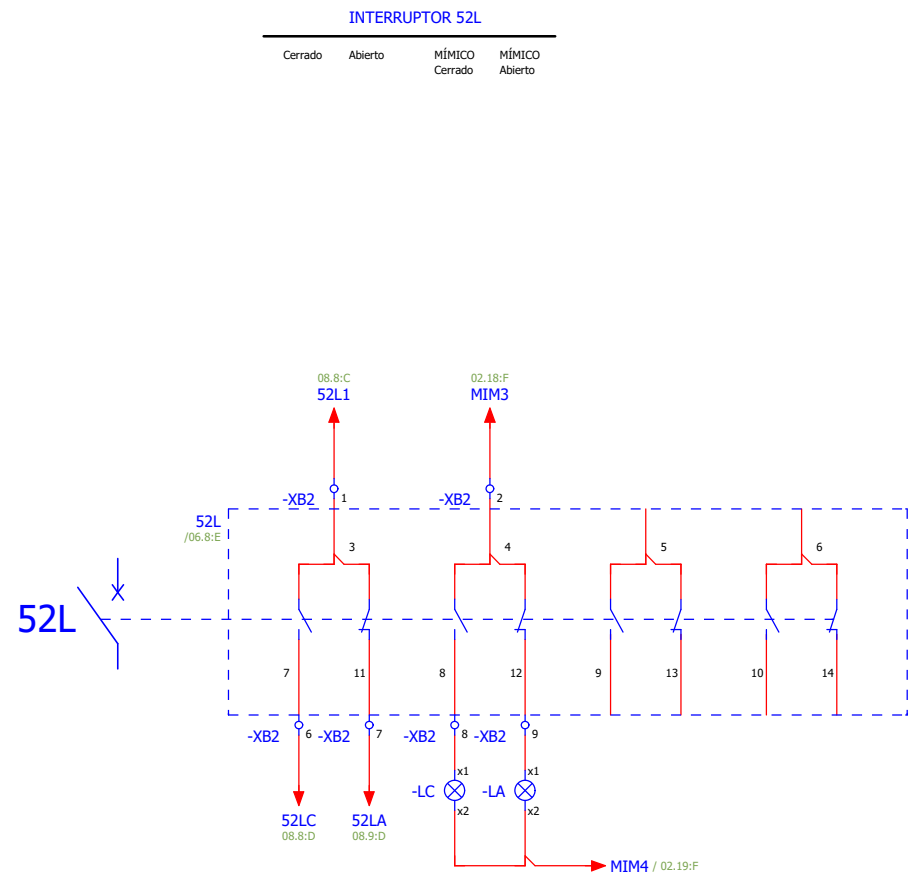 INTERRUPTOR 52L
Cerrado Abierto MÍMICO Cerrado MÍMICO Abierto
08.8:C 02.18:F
52L1 MIM3
-XB2 1 -XB2 2
52L
/06.8:E
3 4 5 6
52L
7 11 8 12 9 13 10 14
-XB2 6 -XB2 7 -XB2 8 -XB2 9
x1 x1
-LC -LA
x2 x2
52LC 52LA
08.8:D 08.9:D
MIM4 / 02.19:F